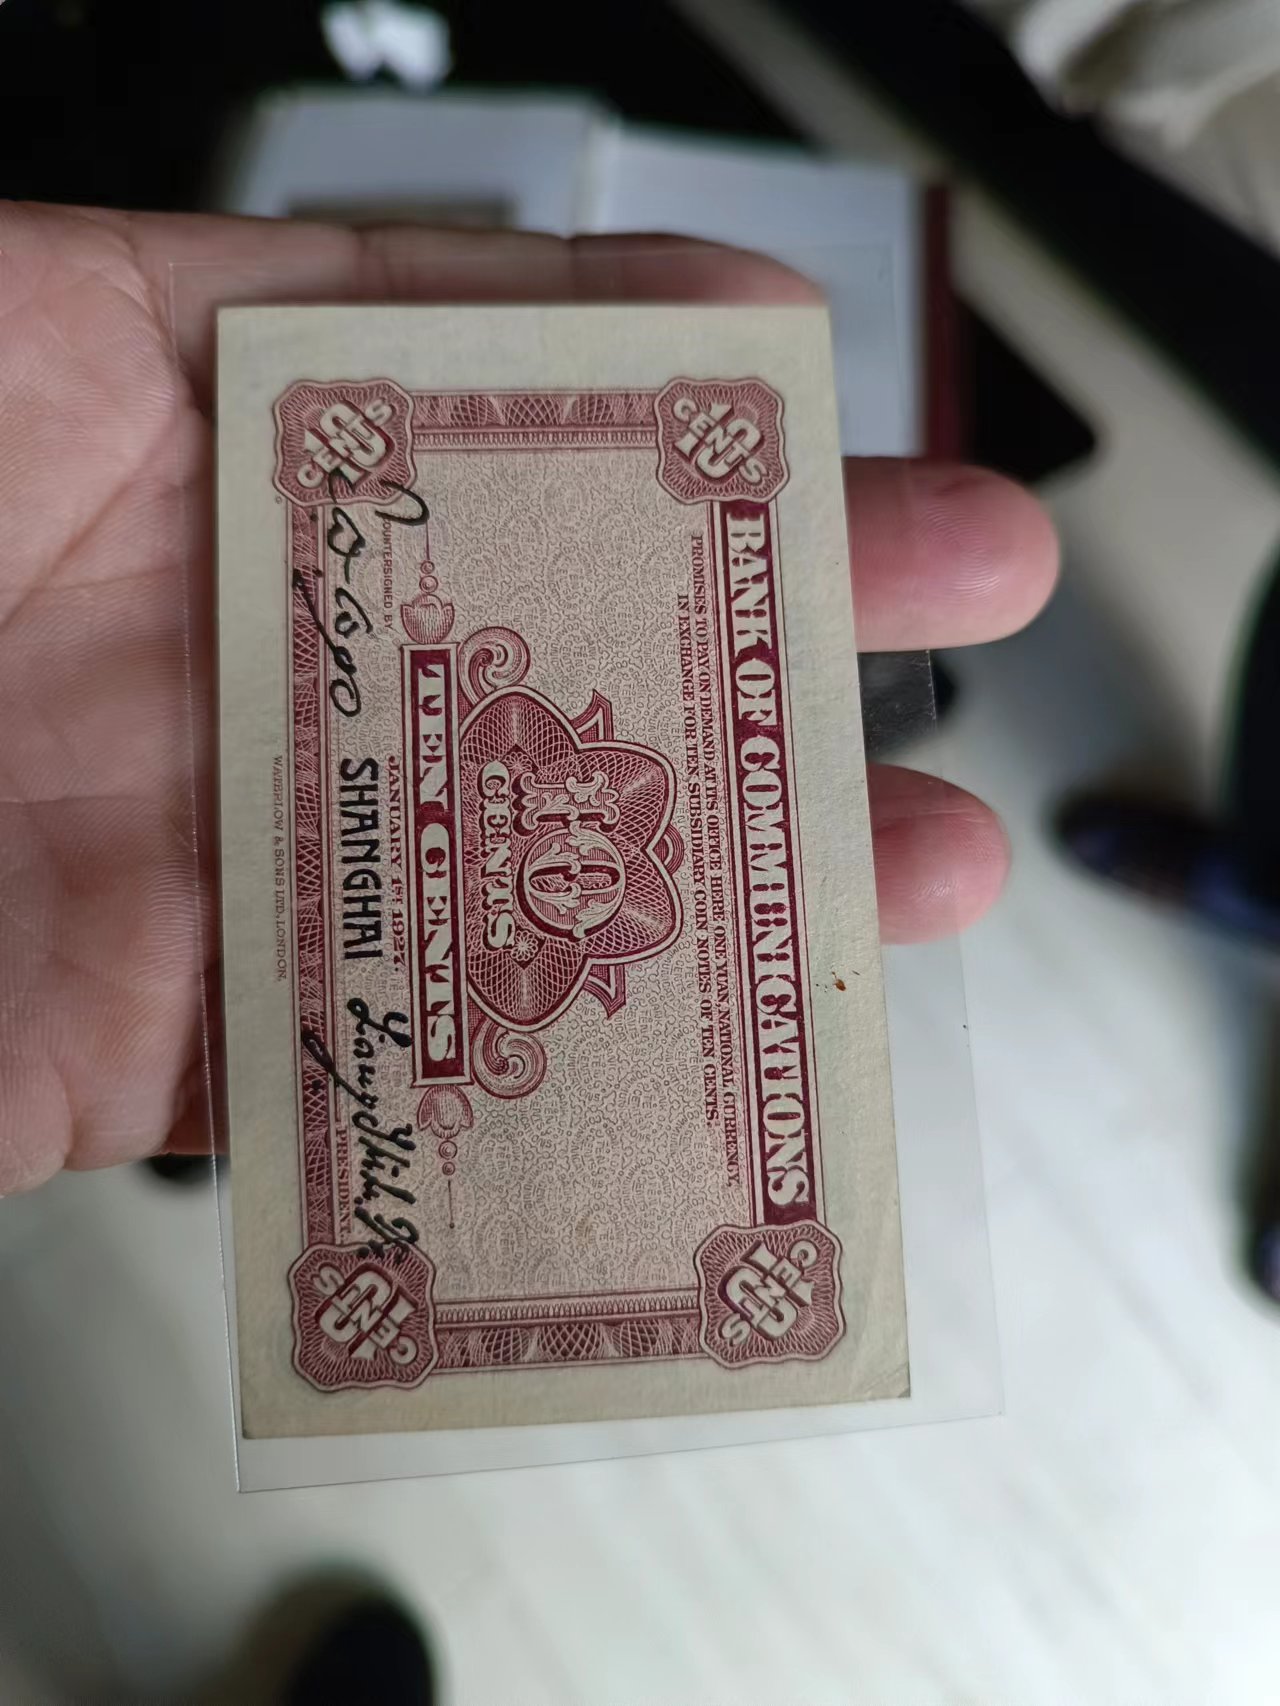 BANK OF COMMUNICATIONS
PROMISES TO PAY ON DEMAND AT ITS OFFICE HERE ONE YUAN, NATIONAL CURRENCY,
IN EXCHANGE FOR TEN SUBSIDIARY COIN NOTES OF TEN CENTS.
10 CENTS
10 CENTS
10
CENTS
TEN CENTS
JANUARY 1ST 1927.
COUNTERSIGNED BY
SHANGHAI
PRESIDENT.
10 CENTS
10 CENTS
WATERLOW & SONS LTD, LONDON.